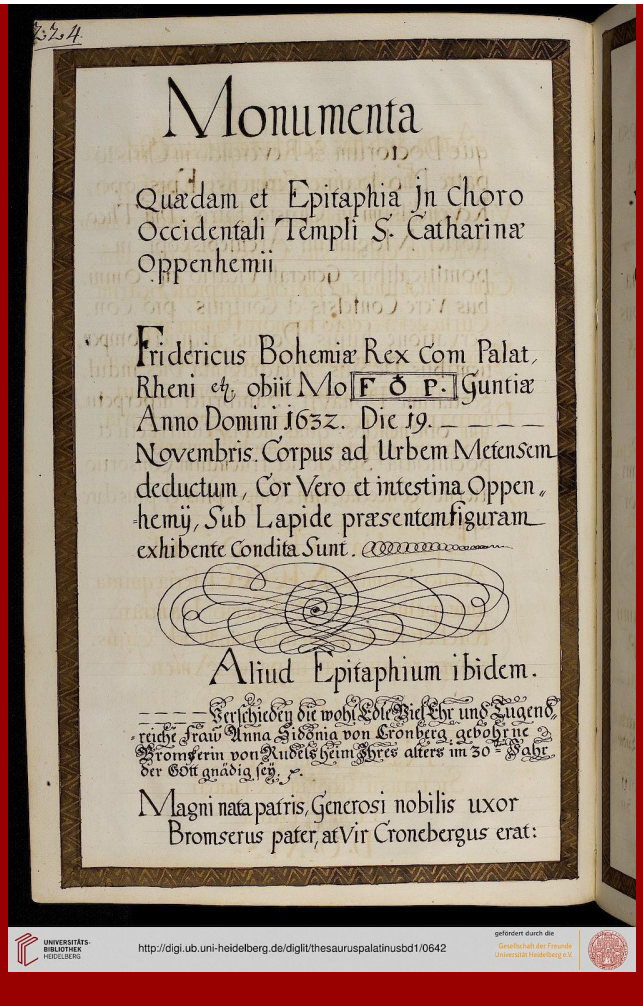 224.
Monumenta
Quædam et Epitaphia Jn Choro
Occidentali Templi S. Catharinæ
Oppenhemii
Fridericus Bohemiæ Rex Com Palat,
Rheni etc, obiit Mo F O P. Guntiæ
Anno Domini 1632. Die 19. – – – – –
Novembris. Corpus ad Urbem Metensem
deductum, Cor Vero et intestina Oppen„
=hemij, Sub Lapide præsentem figuram
exhibente Condita Sunt.
Aliud Epitaphium ibidem.
– – – – Verschieden die wohl Edle Viel Ehr und Tugend„
=reiche Fraw Anna Sidonia von Cronberg gebohrne
Bromserin von Rudelsheim Jhres alters im 30 Jahr
der Gott gnädig seÿ.
Magni nata patris, Generosi nobilis uxor
Bromserus pater, at Vir Cronebergus erat:
UNIVERSITÄTS-
BIBLIOTHEK
HEIDELBERG
http://digi.ub.uni-heidelberg.de/diglit/thesauruspalatinusbd1/0642
gefördert durch die
Gesellschaft der Freunde
Universität Heidelberg e.V.